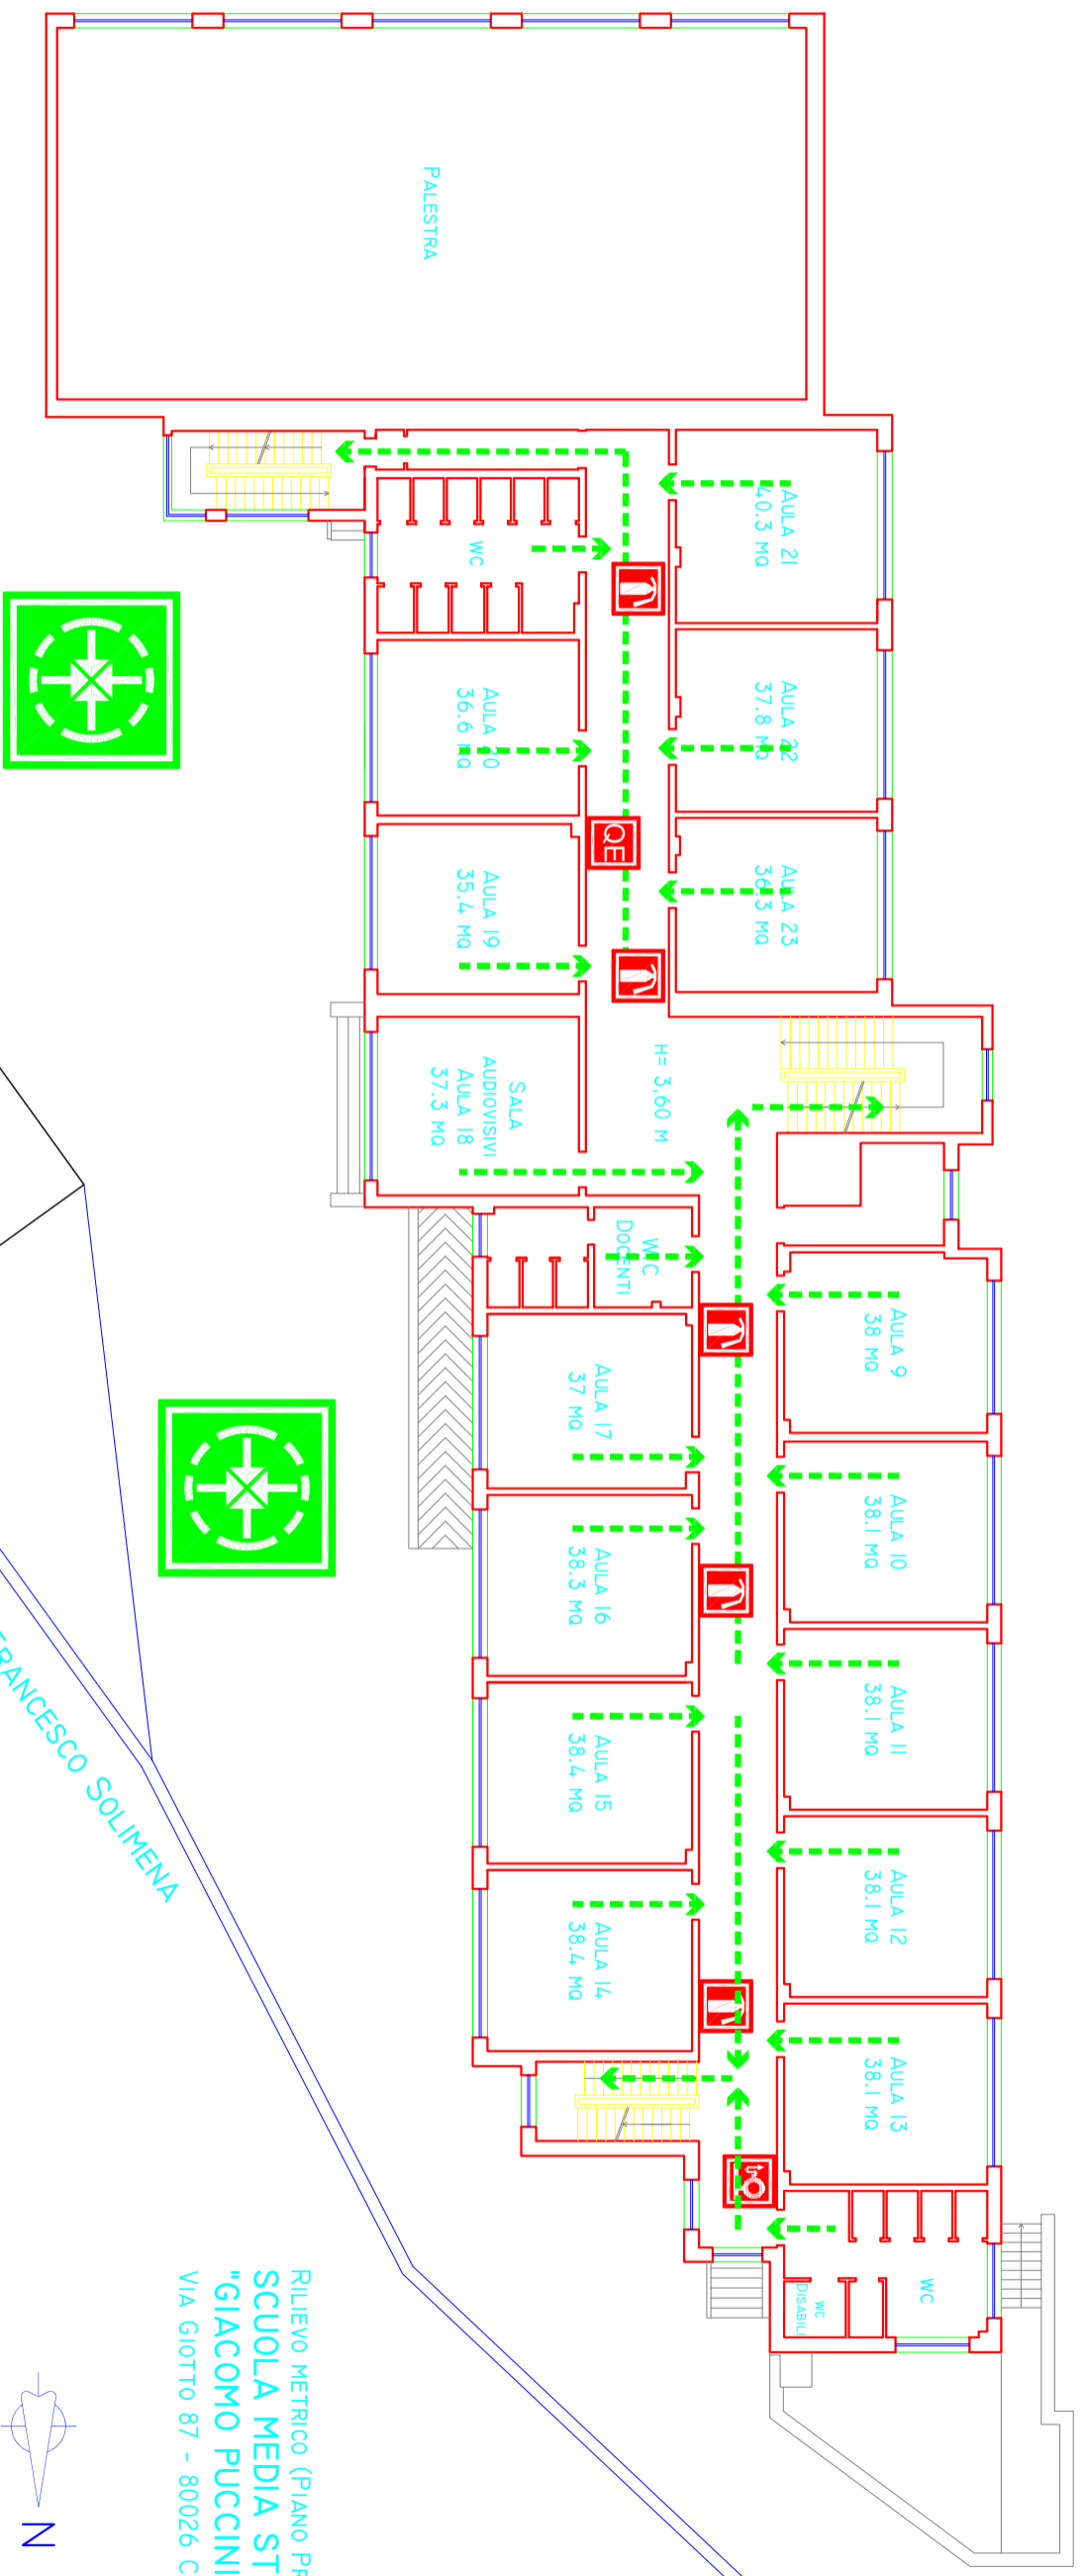 PALESTRA
AULA 21
40.3 MQ
AULA 22
37.8 MQ
AULA 23
36.3 MQ
WC
AULA 20
36.6 MQ
QE
AULA 19
35.4 MQ
SALA
AUDIOVISIVI
AULA 18
37.3 MQ
H= 3,60 M
WC
DOCENTI
AULA 9
38 MQ
AULA 17
37 MQ
AULA 10
38.1 MQ
AULA 16
38.3 MQ
AULA 11
38.1 MQ
AULA 15
38.4 MQ
AULA 12
38.1 MQ
AULA 14
38.4 MQ
AULA 13
38.1 MQ
WC
WC
DISABILI
FRANCESCO SOLIMENA
RILIEVO METRICO (PIANO PR
SCUOLA MEDIA ST
"GIACOMO PUCCINI
VIA GIOTTO 87 - 80026 C
N